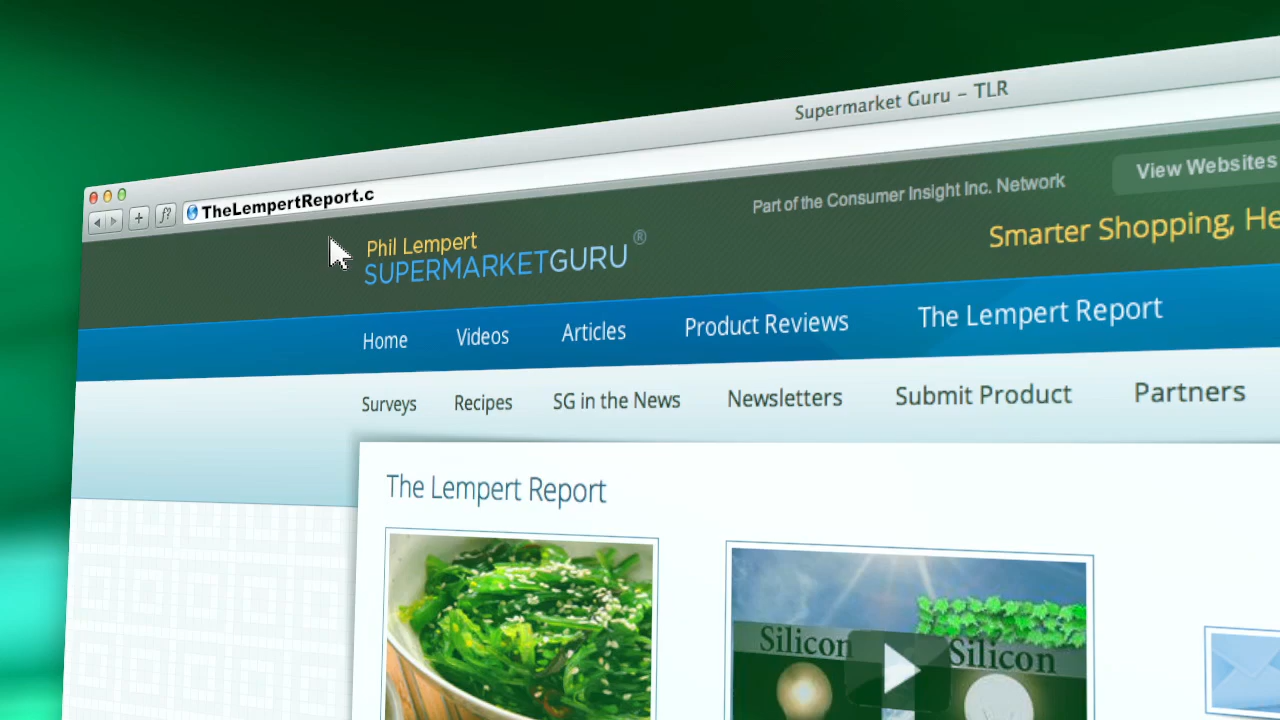 Supermarket Guru – TLR
TheLempertReport.c
Part of the Consumer Insight Inc. Network
View Websites
Phil Lempert
SUPERMARKETGURU®
Smarter Shopping, He
Home Videos Articles Product Reviews The Lempert Report
Surveys Recipes SG in the News Newsletters Submit Product Partners
The Lempert Report
Silicon
Silicon